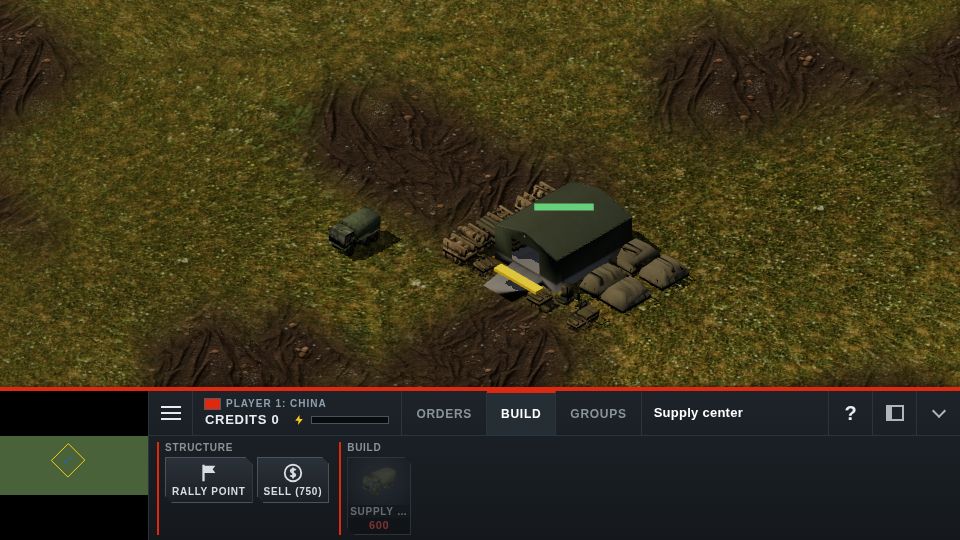 PLAYER 1: CHINA
CREDITS 0
ORDERS
BUILD
GROUPS
Supply center
?
STRUCTURE
BUILD
RALLY POINT
SELL (750)
SUPPLY ...
600